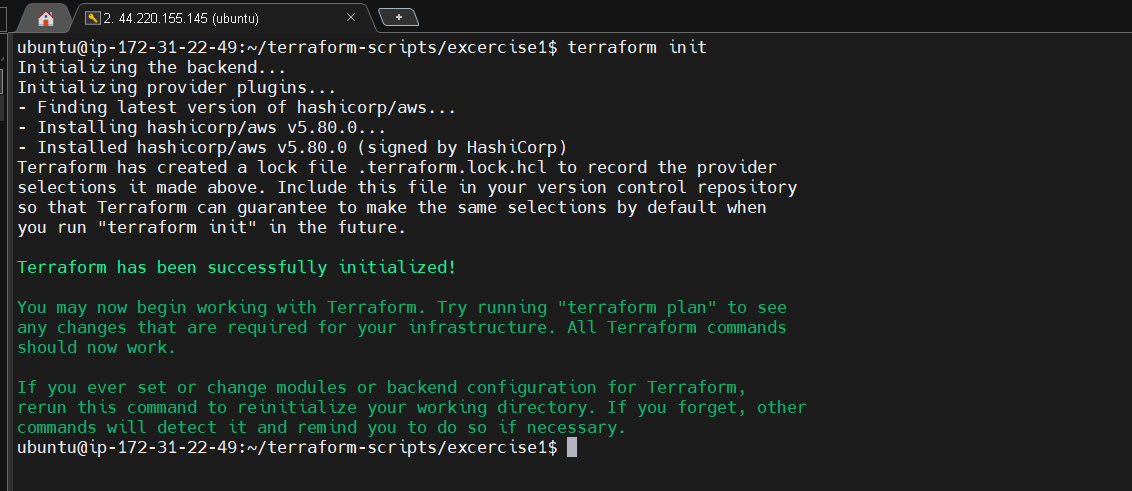 2. 44.220.155.145 (ubuntu)
ubuntu@ip-172-31-22-49:~/terraform-scripts/excercise1$ terraform init
Initializing the backend...
Initializing provider plugins...
- Finding latest version of hashicorp/aws...
- Installing hashicorp/aws v5.80.0...
- Installed hashicorp/aws v5.80.0 (signed by HashiCorp)
Terraform has created a lock file .terraform.lock.hcl to record the provider
selections it made above. Include this file in your version control repository
so that Terraform can guarantee to make the same selections by default when
you run "terraform init" in the future.
Terraform has been successfully initialized!
You may now begin working with Terraform. Try running "terraform plan" to see
any changes that are required for your infrastructure. All Terraform commands
should now work.
If you ever set or change modules or backend configuration for Terraform,
rerun this command to reinitialize your working directory. If you forget, other
commands will detect it and remind you to do so if necessary.
ubuntu@ip-172-31-22-49:~/terraform-scripts/excercise1$